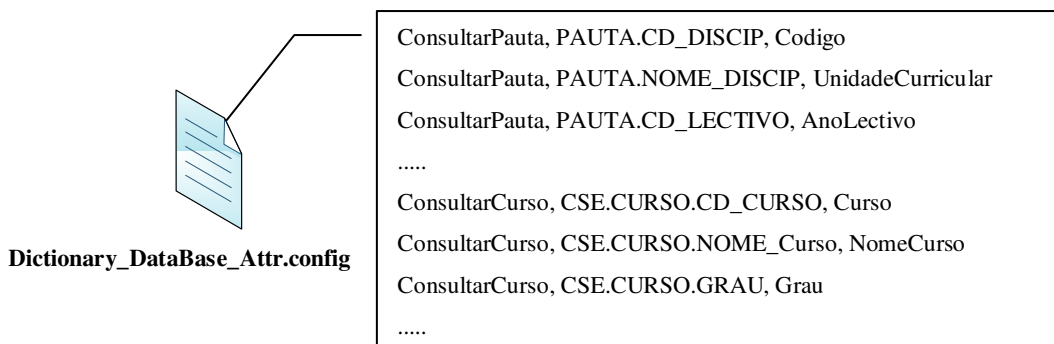 ConsultarPauta, PAUTA.CD_DISCIP, Codigo
ConsultarPauta, PAUTA.NOME_DISCIP, UnidadeCurricular
ConsultarPauta, PAUTA.CD_LECTIVO, AnoLectivo
.....
ConsultarCurso, CSE.CURSO.CD_CURSO, Curso
ConsultarCurso, CSE.CURSO.NOME_Curso, NomeCurso
ConsultarCurso, CSE.CURSO.GRAU, Grau
.....
Dictionary_DataBase_Attr.config